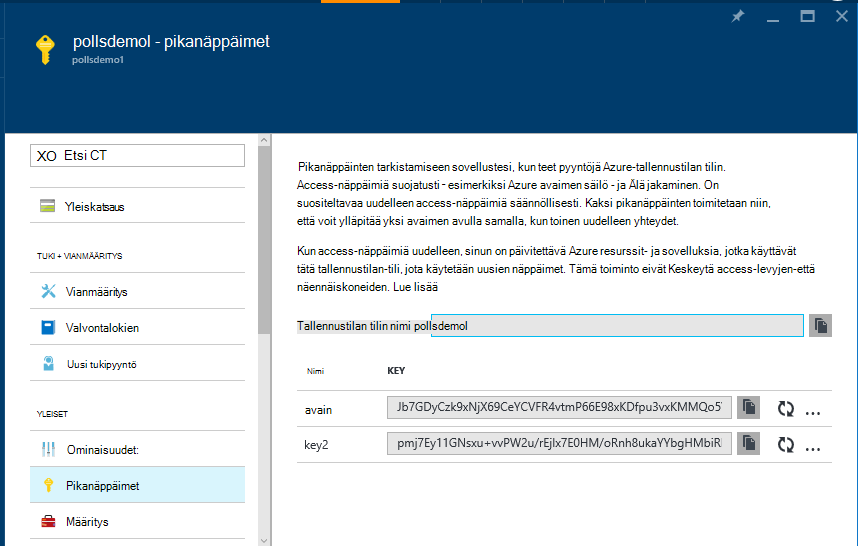 pollsdemol - pikanäppäimet
pollsdemo1
XO Etsi CT
Yleiskatsaus
TUKI + VIANMÄÄRITYS
Vianmääritys
Valvontalokien
Uusi tukipyyntö
YLEISET
Ominaisuudet:
Pikanäppäimet
Määritys
Pikanäppäinten tarkistamiseen sovellustesi, kun teet pyyntöjä Azure-tallennustilan tilin.
Access-näppäimiä suojatusti - esimerkiksi Azure avaimen säilö - ja Älä jakaminen. On
suositeltavaa uudelleen access-näppäimiä säännöllisesti. Kaksi pikanäppäinten toimitetaan niin,
että voit ylläpitää yksi avaimen avulla samalla, kun toinen uudelleen yhteydet.
Kun access-näppäimiä uudelleen, sinun on päivitettävä Azure resurssit- ja sovelluksia, jotka käyttävät
tätä tallennustilan-tili, jota käytetään uusien näppäimet. Tämä toiminto eivät Keskeytä access-levyjen-että
näennäiskoneiden. Lue lisää
Tallennustilan tilin nimi pollsdemol
Nimi KEY
avain Jb7GDyCzk9xNjX69CeYCVFR4vtmP66E98xKDfpu3vxKMMQo5
key2 pmj7Ey11GNsxu+vvPW2u/rEjIx7E0HM/oRnh8ukaYYbgHMbiR